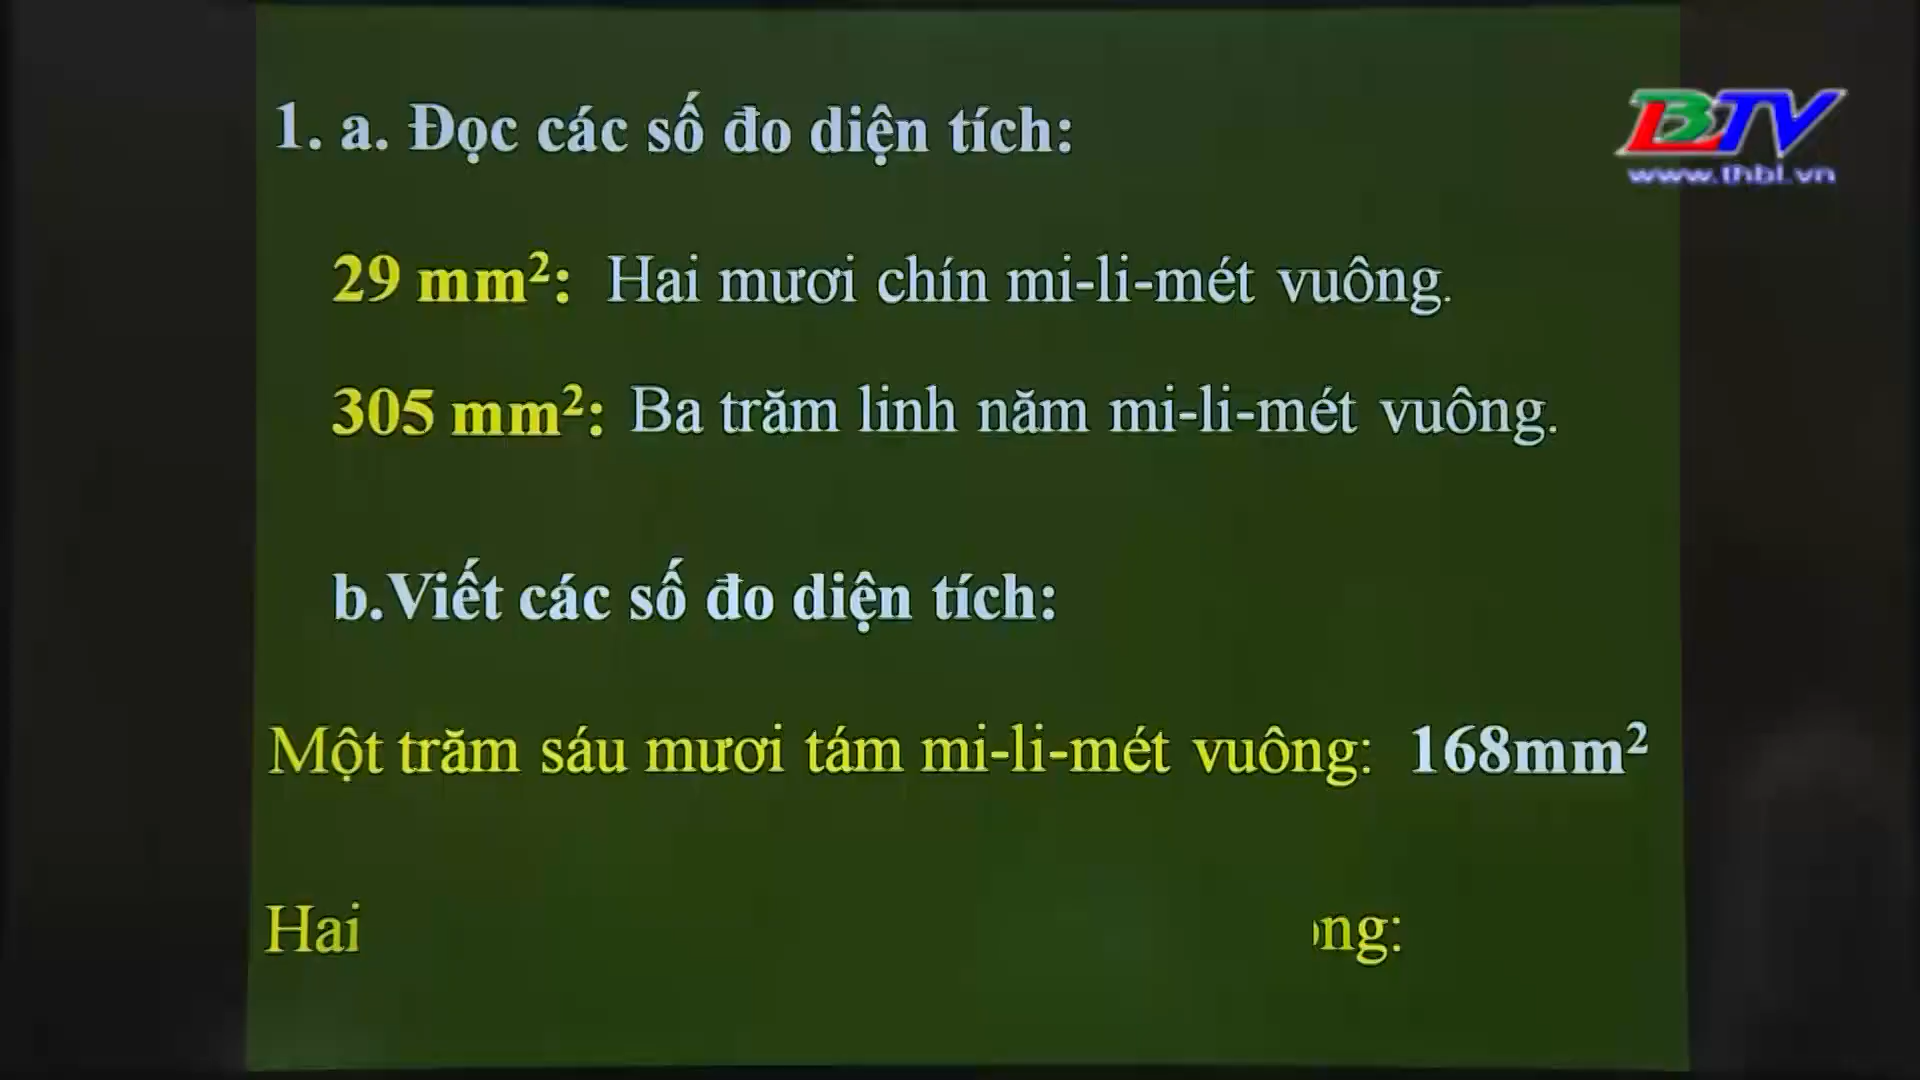 1. a. Đọc các số đo diện tích:
BTV
www.thbl.vn
29 mm²: Hai mươi chín mi-li-mét vuông.
305 mm²: Ba trăm linh năm mi-li-mét vuông.
b.Viết các số đo diện tích:
Một trăm sáu mươi tám mi-li-mét vuông: 168mm²
Hai ng: